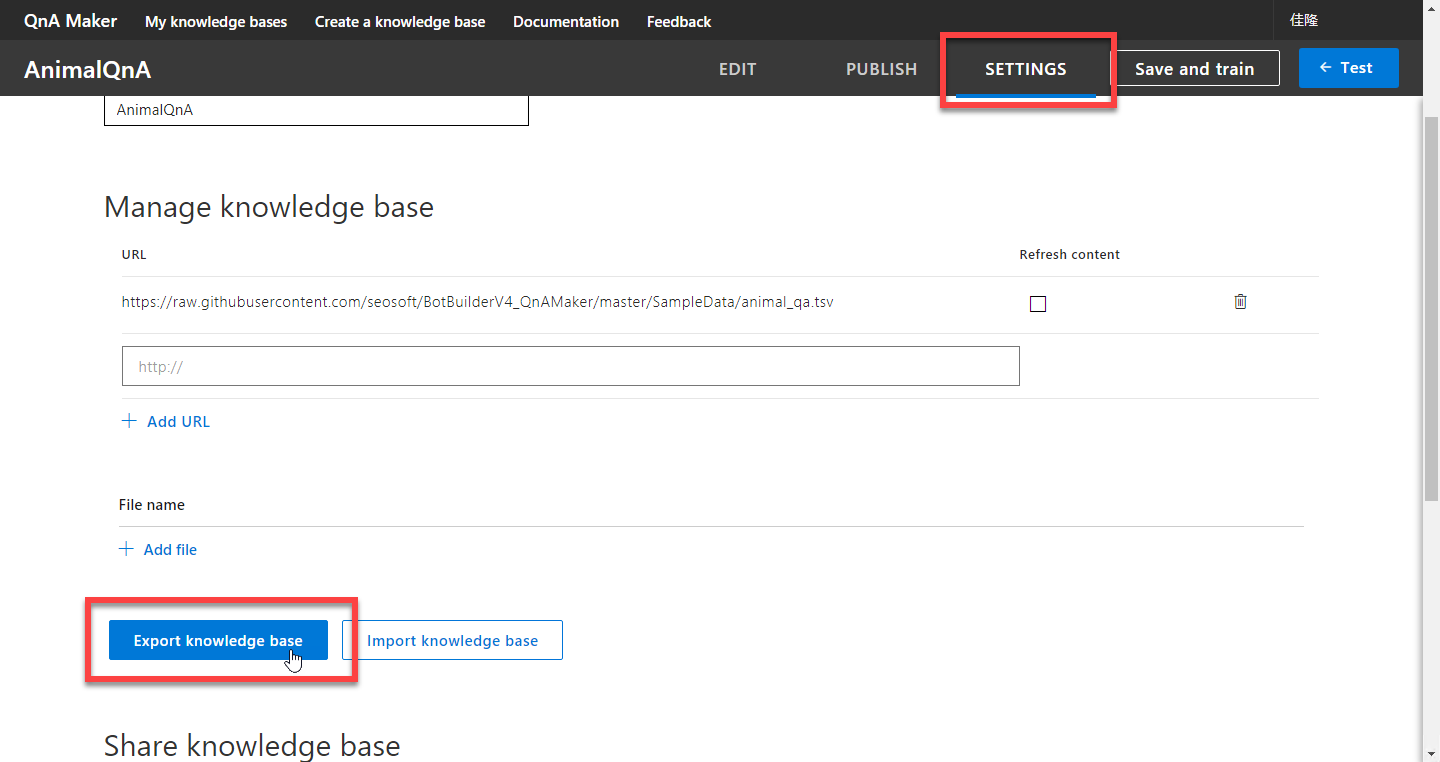 QnA Maker My knowledge bases Create a knowledge base Documentation Feedback 佳隆
AnimalQnA EDIT PUBLISH SETTINGS Save and train ← Test
AnimalQnA
Manage knowledge base
URL Refresh content
https://raw.githubusercontent.com/seosoft/BotBuilderV4_QnAMaker/master/SampleData/animal_qa.tsv
http://
+ Add URL
File name
+ Add file
Export knowledge base Import knowledge base
Share knowledge base